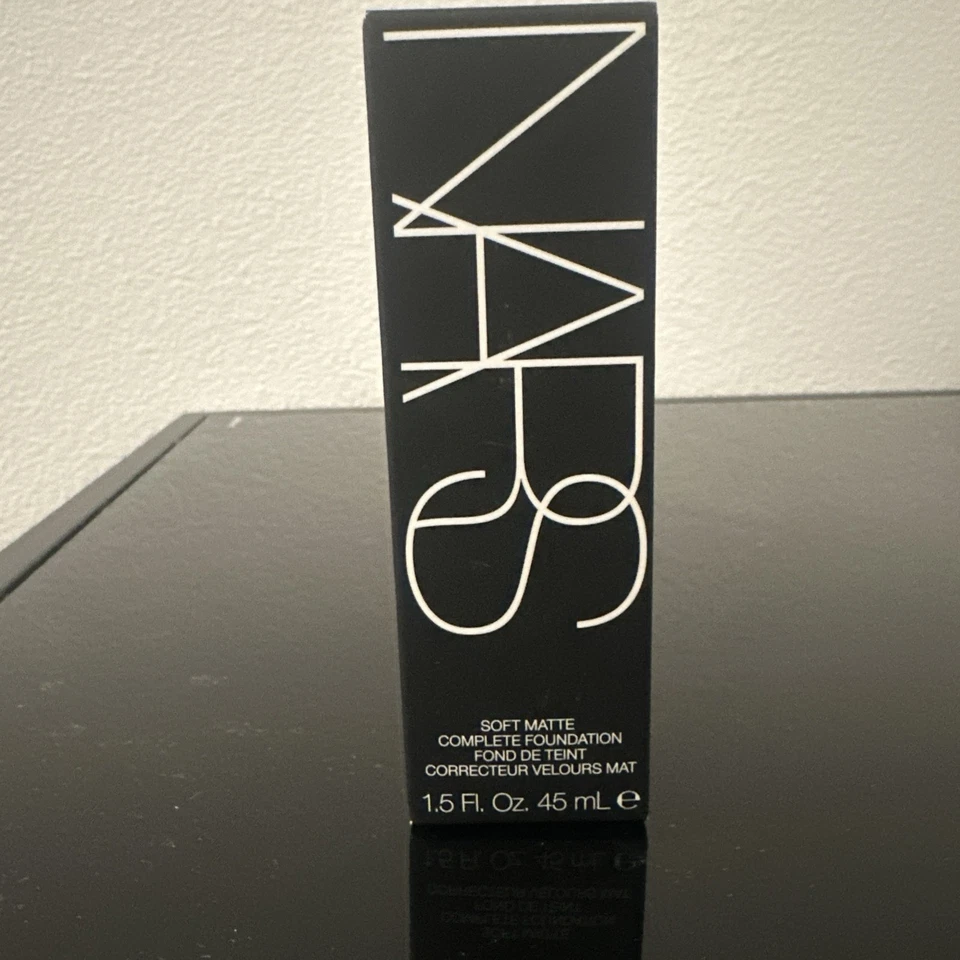 NARS
SOFT MATTE
COMPLETE FOUNDATION
FOND DE TEINT
CORRECTEUR VELOURS MAT
1.5 Fl. Oz. 45 mL ℮